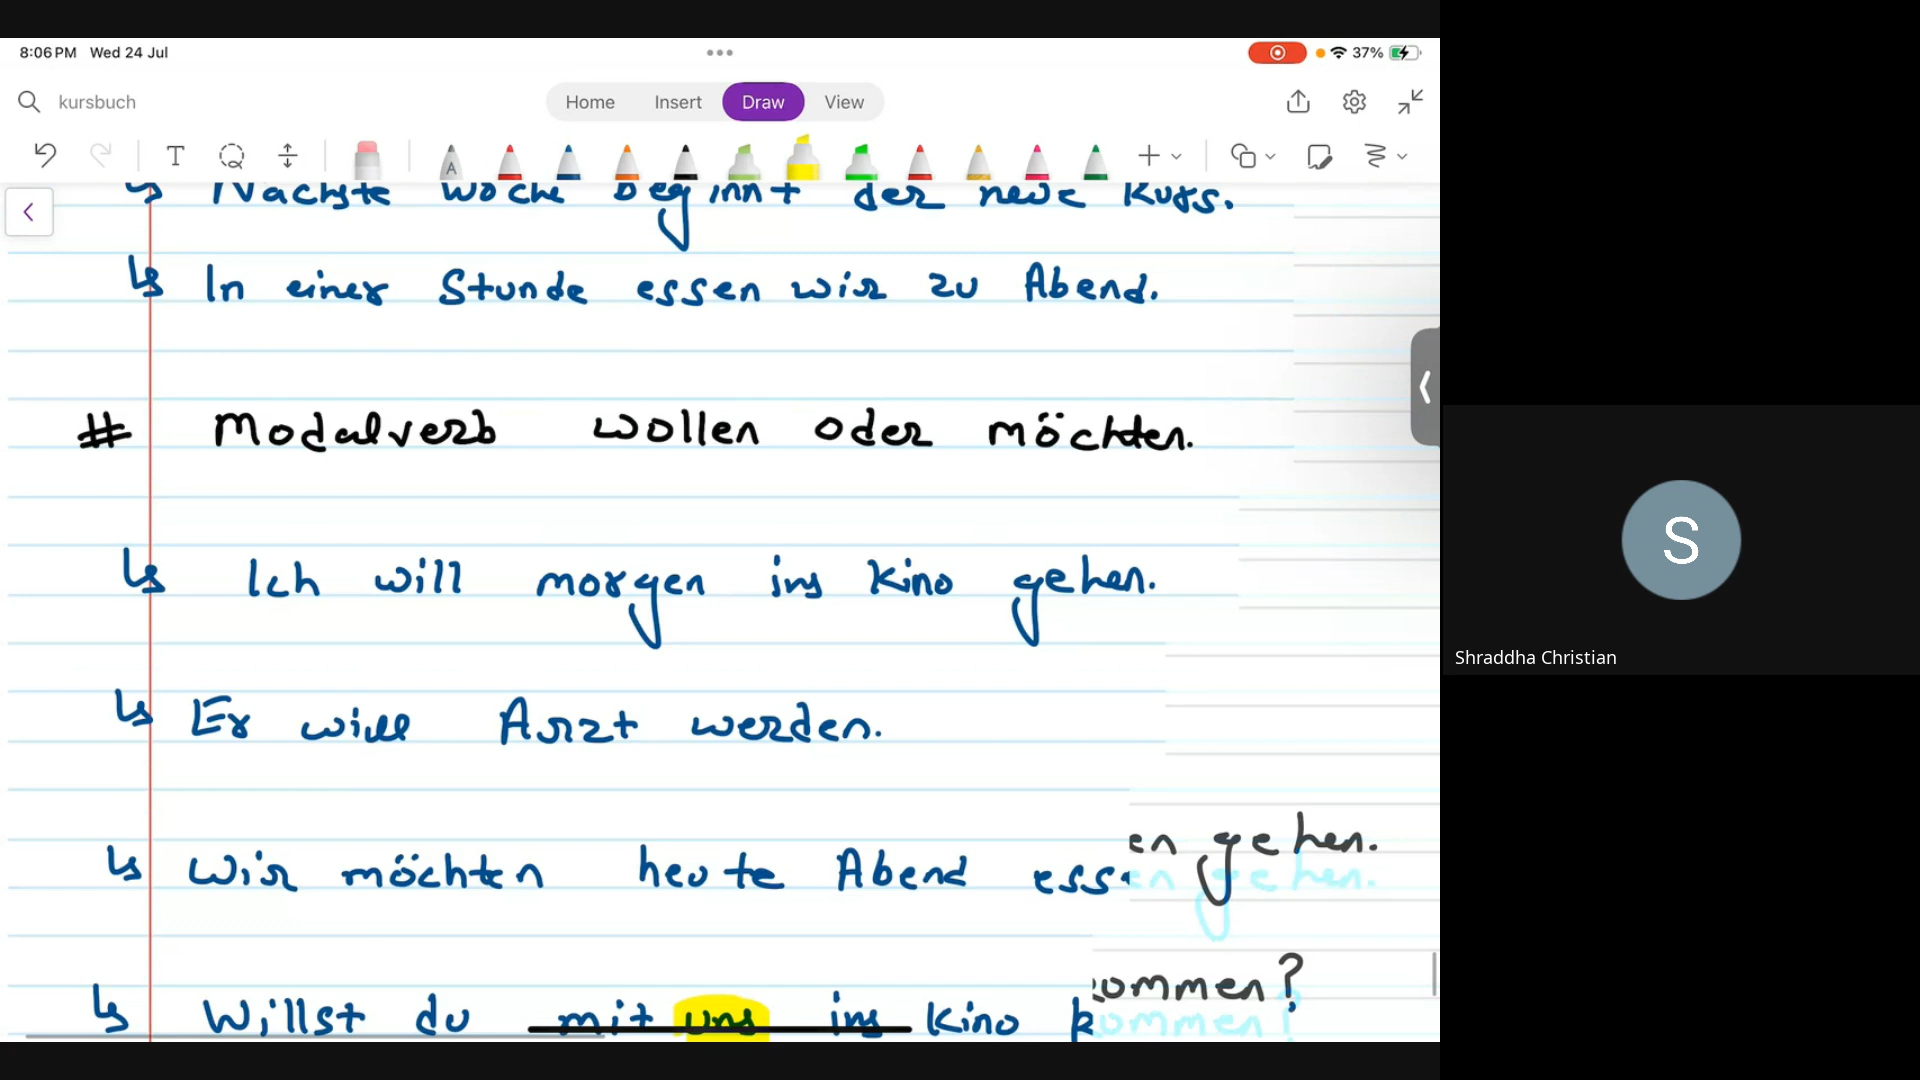 8:06 PM Wed 24 Jul
37%
kursbuch
Home Insert Draw View
Nächste Woche beginnt der neue Kurs.
In einer Stunde essen wir zu Abend.
# Modalverb wollen oder möchten.
Ich will morgen ins Kino gehen.
Er will Arzt werden.
Wir möchten heute Abend essen gehen.
Willst du mit uns ins Kino kommen?
S
Shraddha Christian